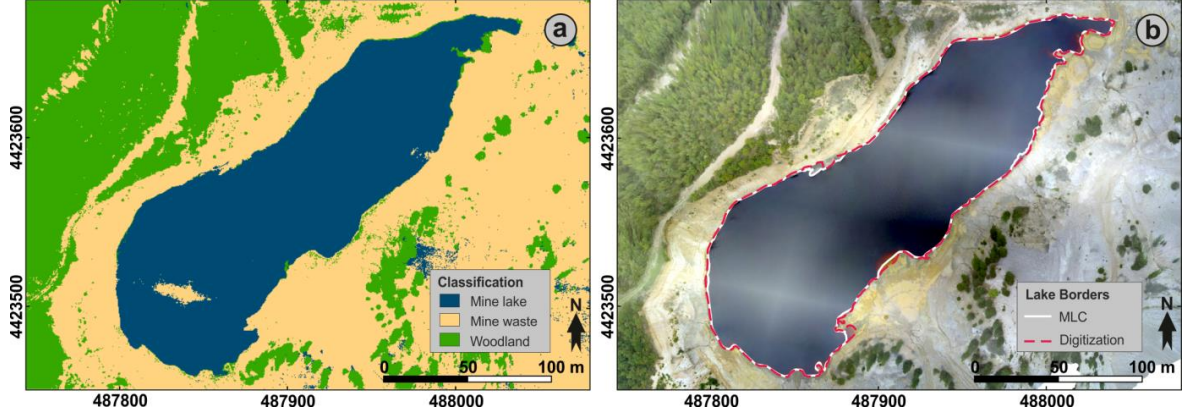 a
4423600
4423500
Classification
Mine lake
Mine waste
Woodland
N
0 50 100 m
487800 487900 488000
b
4423600
4423500
Lake Borders
MLC
Digitization
N
0 50 100 m
487800 487900 488000